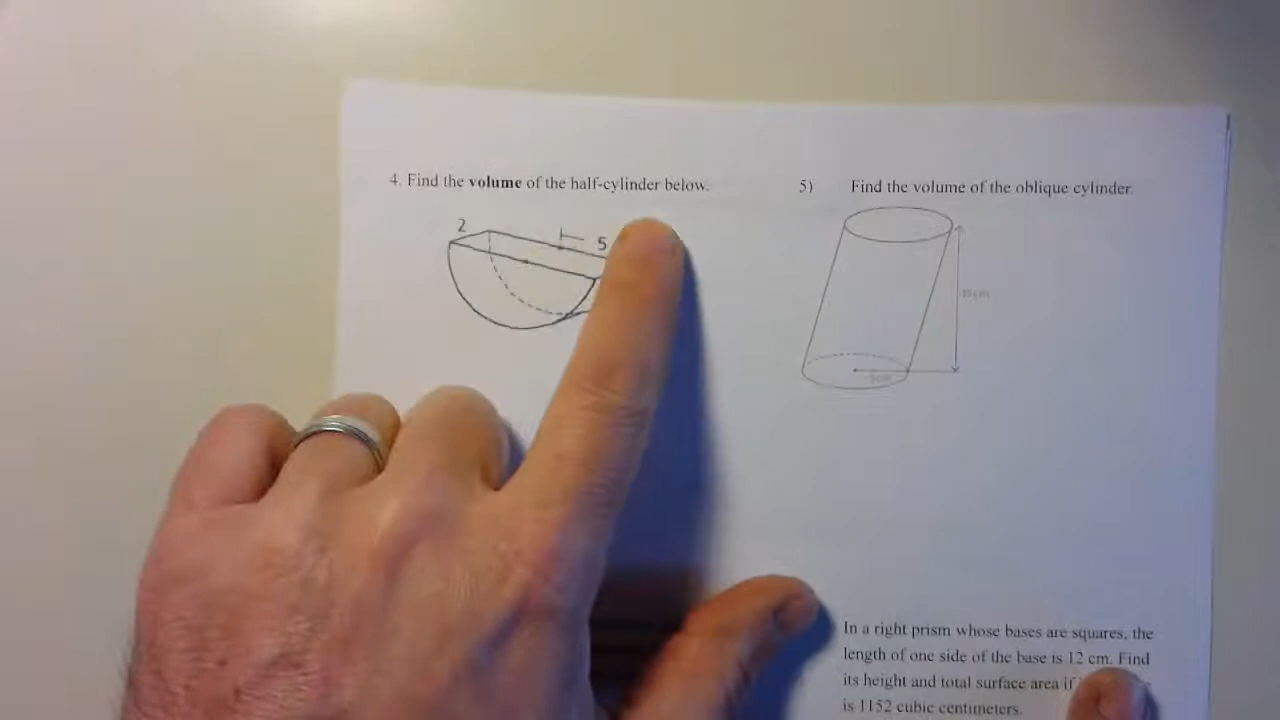 4. Find the volume of the half-cylinder below.
2
5
5) Find the volume of the oblique cylinder.
In a right prism whose bases are squares, the
length of one side of the base is 12 cm. Find
its height and total surface area if
is 1152 cubic centimeters.